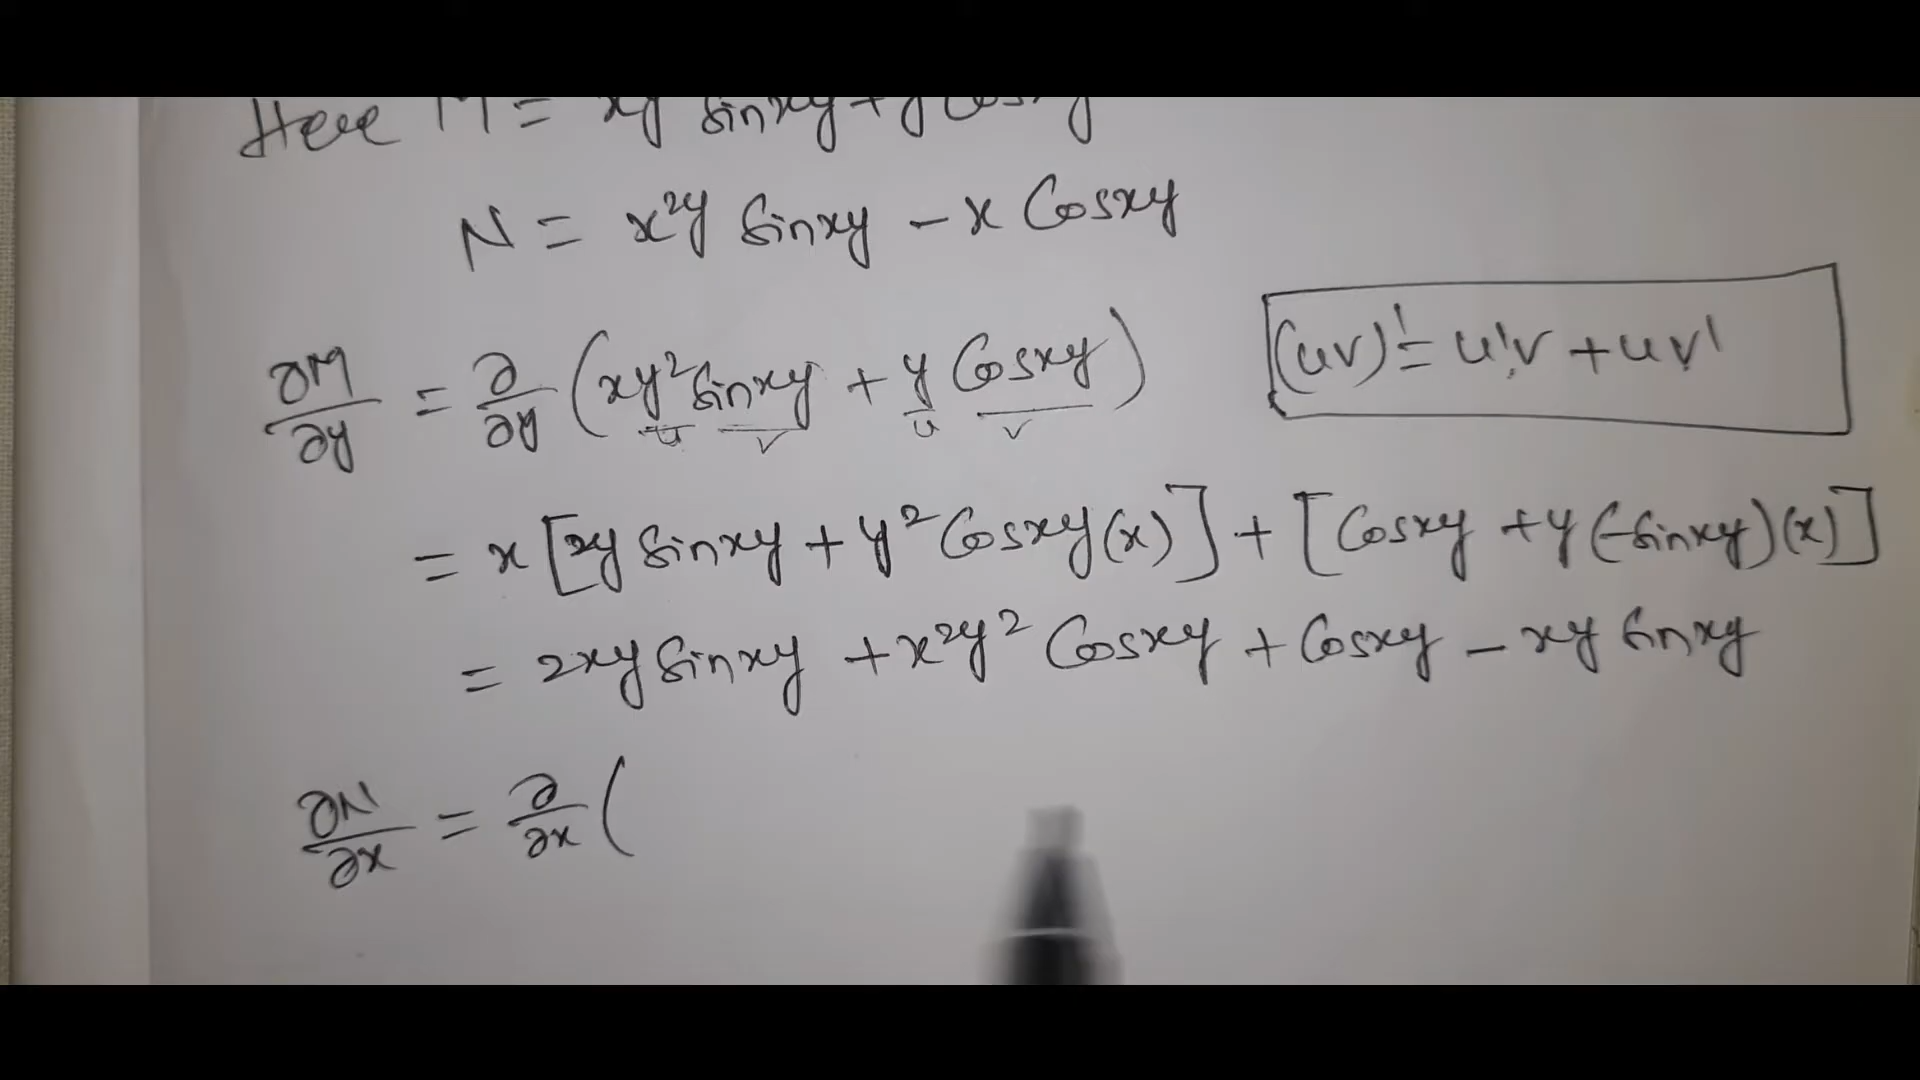 Here M = xy sinxy + y Cosxy
N = x²y Sinxy - x Cosxy
∂M/∂y = ∂/∂y (xy² Sinxy + y Cosxy) (uv)' = u'v + uv'
u v u v
= x [2y Sinxy + y² Cosxy (x)] + [Cosxy + y (-Sinxy)(x)]
= 2xy Sinxy + x²y² Cosxy + Cosxy - xy Sinxy
∂N/∂x = ∂/∂x (